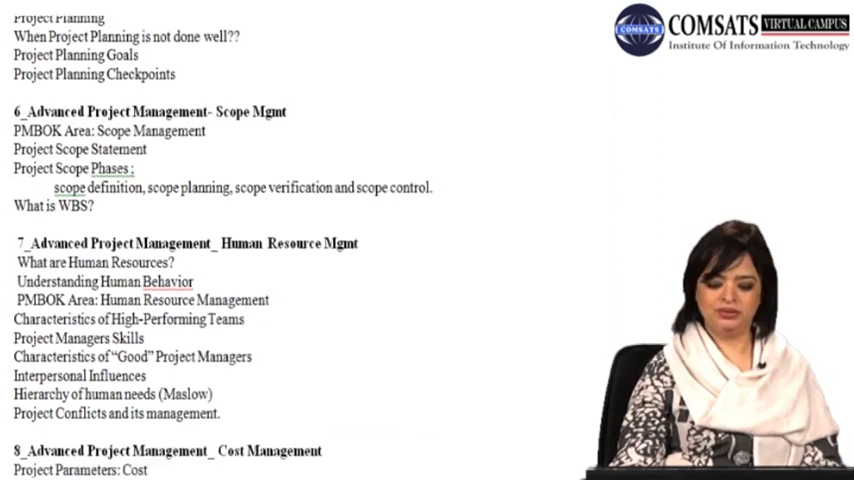 Project Planning
When Project Planning is not done well??
Project Planning Goals
Project Planning Checkpoints
6_Advanced Project Management- Scope Mgmt
PMBOK Area: Scope Management
Project Scope Statement
Project Scope Phases ;
scope definition, scope planning, scope verification and scope control.
What is WBS?
7_Advanced Project Management_ Human Resource Mgmt
What are Human Resources?
Understanding Human Behavior
PMBOK Area: Human Resource Management
Characteristics of High-Performing Teams
Project Managers Skills
Characteristics of “Good” Project Managers
Interpersonal Influences
Hierarchy of human needs (Maslow)
Project Conflicts and its management.
8_Advanced Project Management_ Cost Management
Project Parameters: Cost
COMSATS
COMSATS VIRTUAL CAMPUS
Institute Of Information Technology